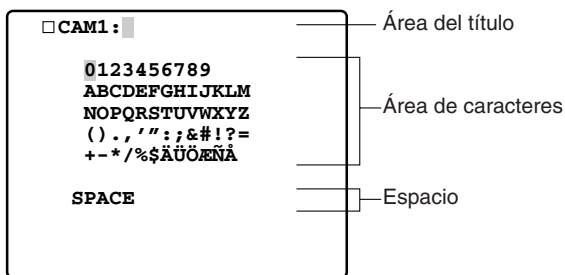 □CAM1:
Área del título
0123456789
ABCDEFGHIJKLM
NOPQRSTUVWXYZ
().,′″:;&#!?=
+-*/%$ÄÜÖÆÑÅ
Área de caracteres
SPACE
Espacio